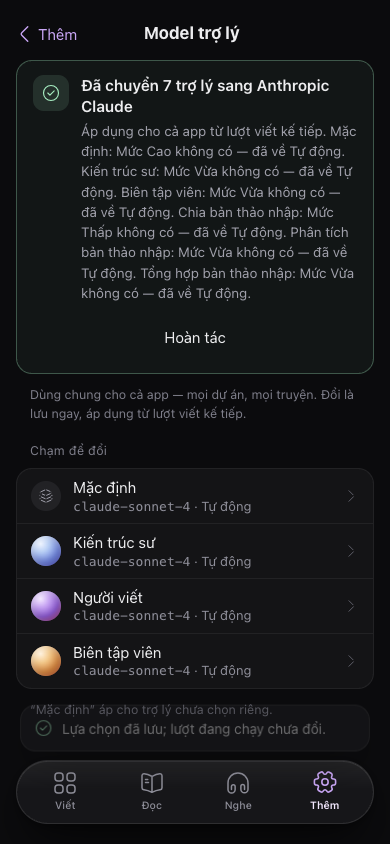 Thêm
Model trợ lý
Đã chuyển 7 trợ lý sang Anthropic
Claude
Áp dụng cho cả app từ lượt viết kế tiếp. Mặc
định: Mức Cao không có — đã về Tự động.
Kiến trúc sư: Mức Vừa không có — đã về Tự
động. Biên tập viên: Mức Vừa không có —
đã về Tự động. Chia bản thảo nhập: Mức
Thấp không có — đã về Tự động. Phân tích
bản thảo nhập: Mức Vừa không có — đã về
Tự động. Tổng hợp bản thảo nhập: Mức Vừa
không có — đã về Tự động.
Hoàn tác
Dùng chung cho cả app — mọi dự án, mọi truyện. Đổi là
lưu ngay, áp dụng từ lượt viết kế tiếp.
Chạm để đổi
Mặc định
claude-sonnet-4 · Tự động
Kiến trúc sư
claude-sonnet-4 · Tự động
Người viết
claude-sonnet-4 · Tự động
Biên tập viên
claude-sonnet-4 · Tự động
“Mặc định” áp cho trợ lý chưa chọn riêng.
Lựa chọn đã lưu; lượt đang chạy chưa đổi.
Viết
Đọc
Nghe
Thêm